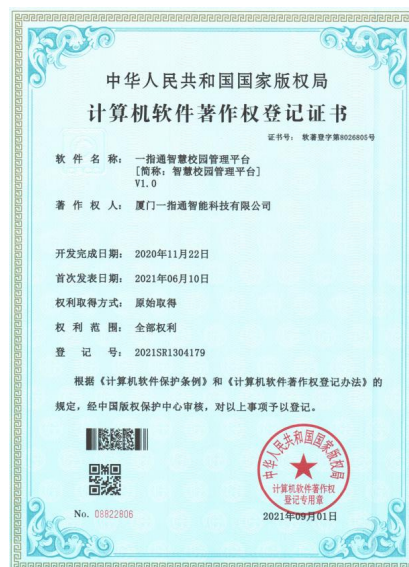 中华人民共和国国家版权局
计算机软件著作权登记证书
证书号： 软著登字第8026805号
软 件 名 称： 一指通智慧校园管理平台
[简称：智慧校园管理平台]
V1.0
著 作 权 人： 厦门一指通智能科技有限公司
开发完成日期： 2020年11月22日
首次发表日期： 2021年06月10日
权利取得方式： 原始取得
权 利 范 围： 全部权利
登 记 号： 2021SR1304179
根据《计算机软件保护条例》和《计算机软件著作权登记办法》的
规定，经中国版权保护中心审核，对以上事项予以登记。
中华人民共和国国家版权局
计算机软件著作权
登记专用章
No. 08822806
2021年09月01日